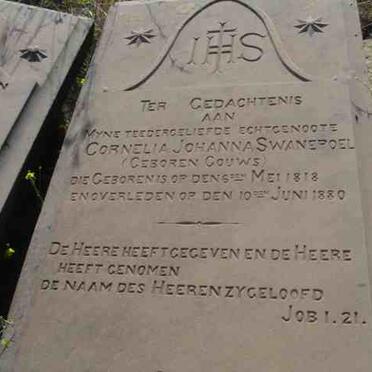 IHS
TER GEDACHTENIS
AAN
MYNE TEEDERGELIEFDE ECHTGENOOTE
CORNELIA JOHANNA SWANEPOEL
(GEBOREN GOUWS)
DIE GEBOREN IS OP DEN 6DEN MEI 1818
EN OVERLEDEN OP DEN 10DEN JUNI 1880
DE HEERE HEEFT GEGEVEN EN DE HEERE
HEEFT GENOMEN
DE NAAM DES HEEREN ZY GELOOFD
JOB 1.21.